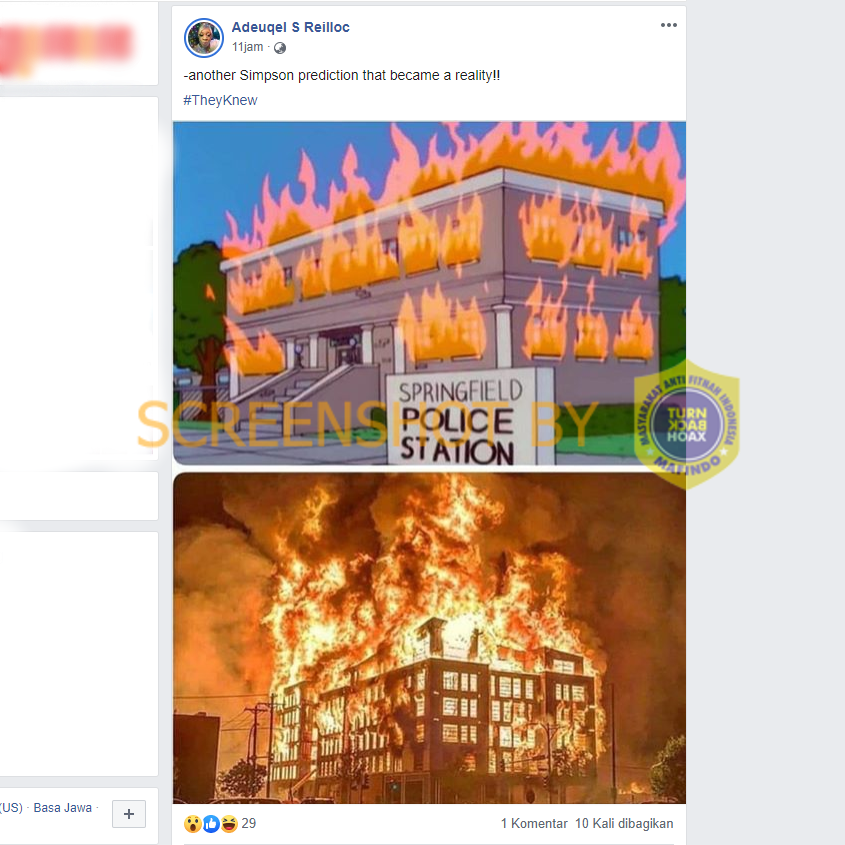 Adeuqel S Reilloc
11jam ·
-another Simpson prediction that became a reality!!
#TheyKnew
SPRINGFIELD
POLICE
STATION
SCREENSHOT BY
MASYARAKAT ANTI FITNAH INDONESIA
TURN
BACK
HOAX
MAFINDO
(US) · Basa Jawa ·
29
1 Komentar 10 Kali dibagikan